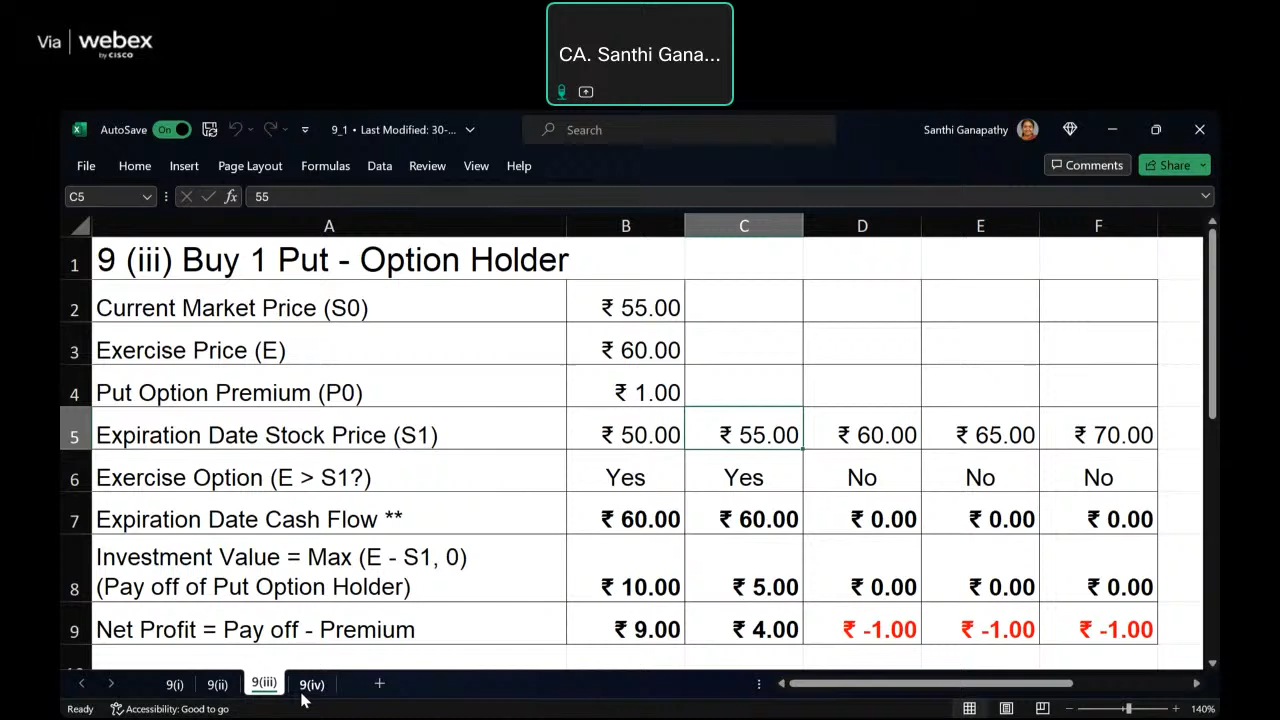 Via | webex
by CISCO
CA. Santhi Gana...
AutoSave On 9_1 • Last Modified: 30-... Search Santhi Ganapathy
File Home Insert Page Layout Formulas Data Review View Help Comments Share
C5 fx 55
A B C D E F
1 9 (iii) Buy 1 Put - Option Holder
2 Current Market Price (S0) ₹ 55.00
3 Exercise Price (E) ₹ 60.00
4 Put Option Premium (P0) ₹ 1.00
5 Expiration Date Stock Price (S1) ₹ 50.00 ₹ 55.00 ₹ 60.00 ₹ 65.00 ₹ 70.00
6 Exercise Option (E > S1?) Yes Yes No No No
7 Expiration Date Cash Flow ** ₹ 60.00 ₹ 60.00 ₹ 0.00 ₹ 0.00 ₹ 0.00
Investment Value = Max (E - S1, 0)
8 (Pay off of Put Option Holder) ₹ 10.00 ₹ 5.00 ₹ 0.00 ₹ 0.00 ₹ 0.00
9 Net Profit = Pay off - Premium ₹ 9.00 ₹ 4.00 ₹ -1.00 ₹ -1.00 ₹ -1.00
9(i) 9(ii) 9(iii) 9(iv)
Ready Accessibility: Good to go 140%